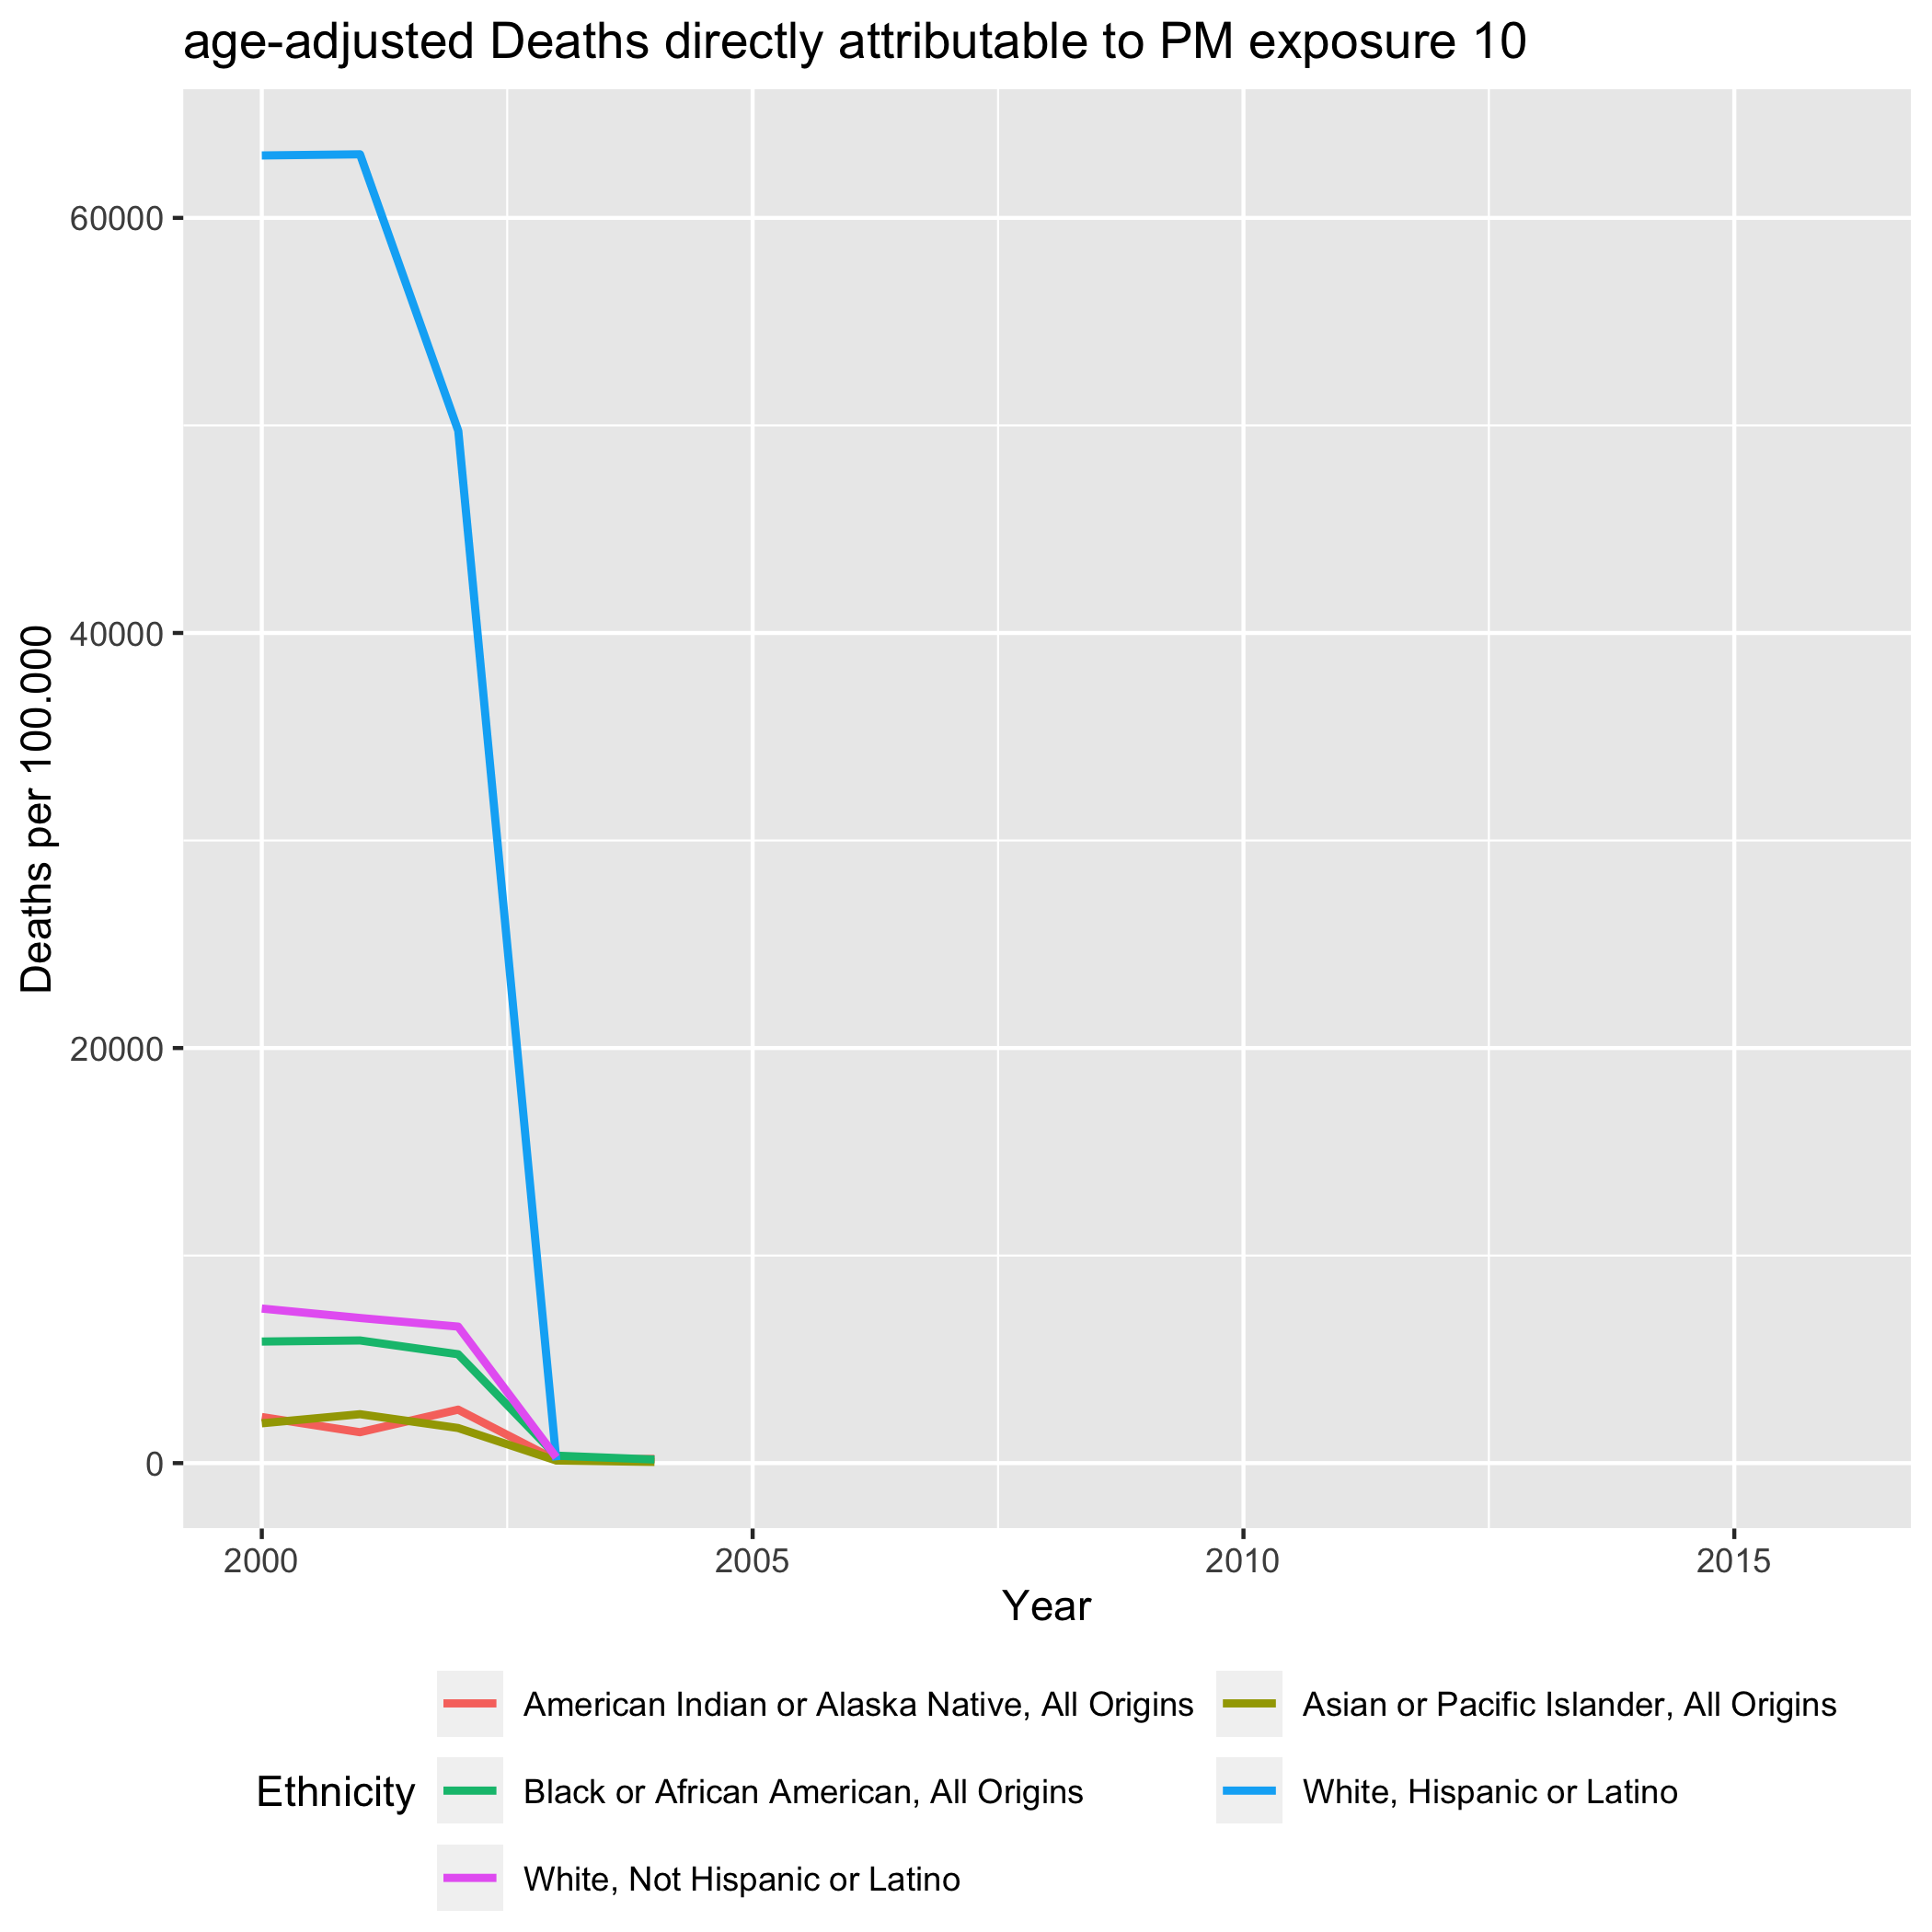 age-adjusted Deaths directly attributable to PM exposure 10
Deaths per 100.000
60000
40000
20000
0
2000 2005 2010 2015
Year
Ethnicity
American Indian or Alaska Native, All Origins
Asian or Pacific Islander, All Origins
Black or African American, All Origins
White, Hispanic or Latino
White, Not Hispanic or Latino